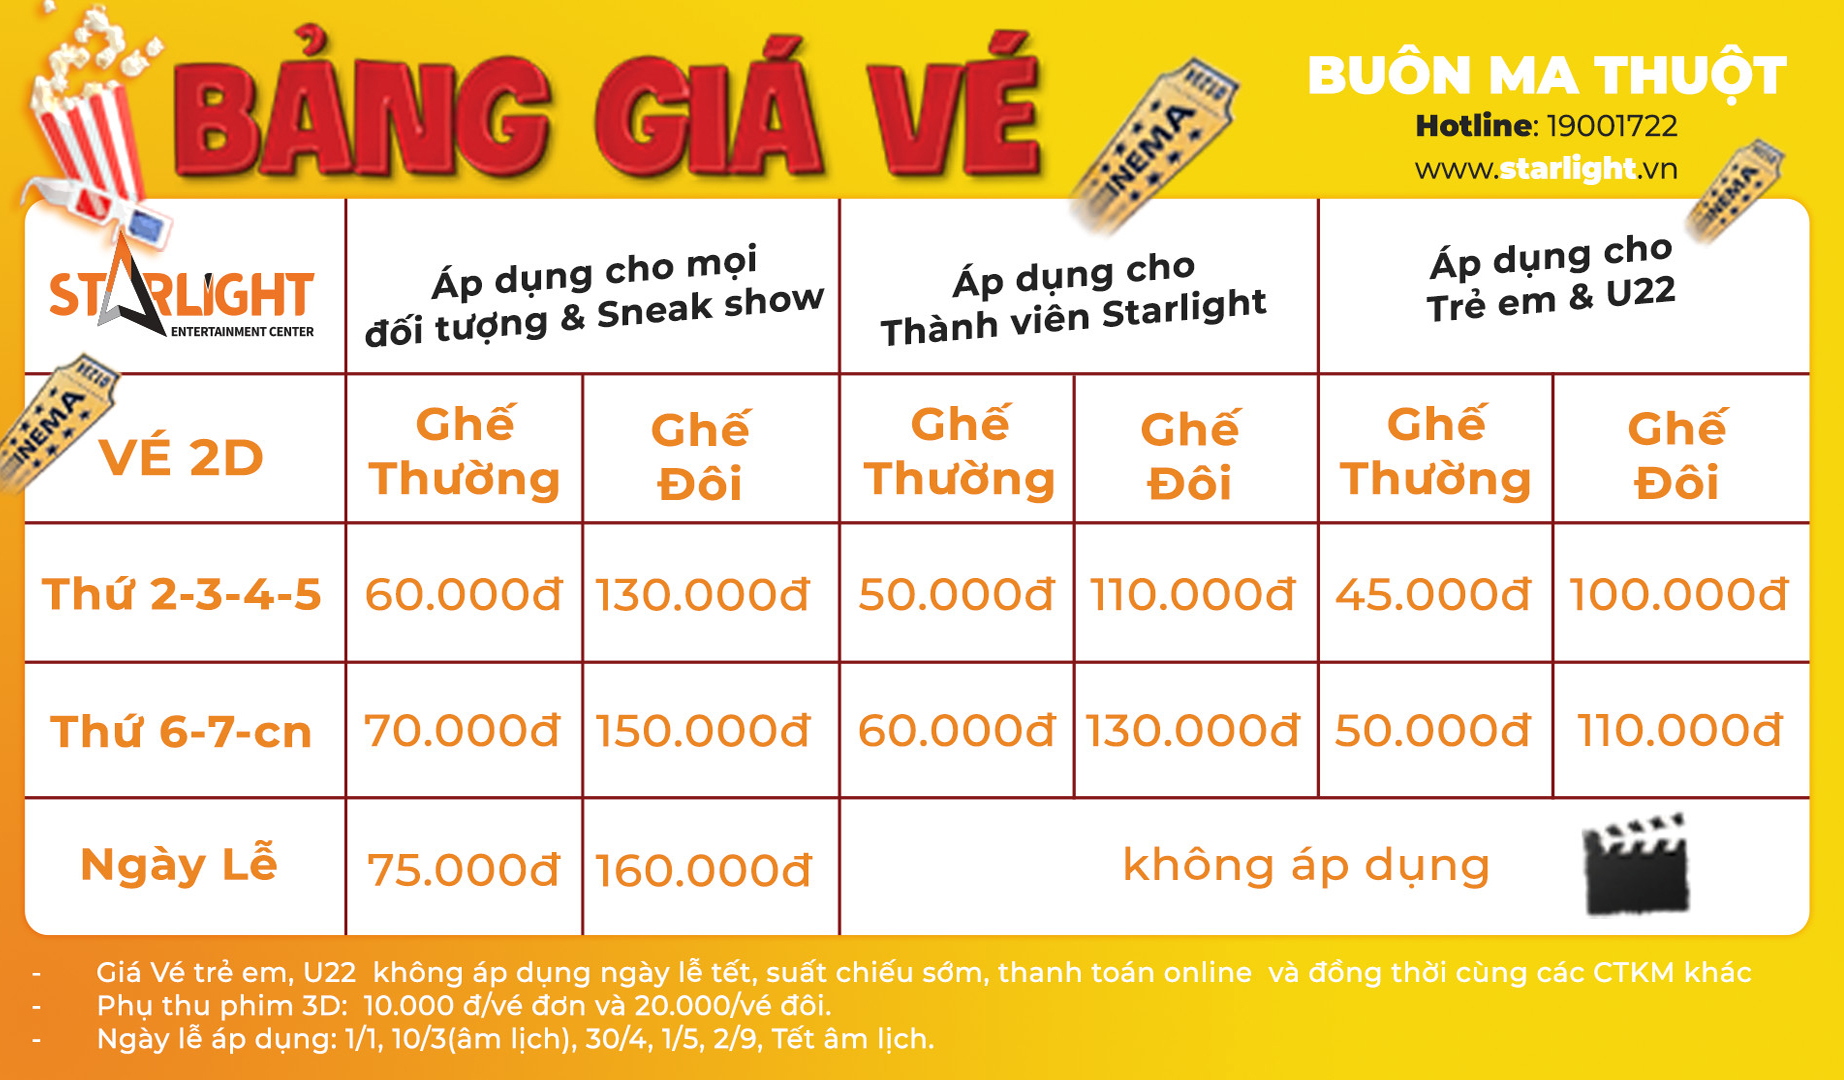 BẢNG GIÁ VÉ
BUÔN MA THUỘT
Hotline: 19001722
www.starlight.vn
CINEMA
CINEMA
STARLIGHT
ENTERTAINMENT CENTER
Áp dụng cho mọi
đối tượng & Sneak show
Áp dụng cho
Thành viên Starlight
Áp dụng cho
Trẻ em & U22
CINEMA
VÉ 2D
Ghế
Thường
Ghế
Đôi
Ghế
Thường
Ghế
Đôi
Ghế
Thường
Ghế
Đôi
Thứ 2-3-4-5 60.000đ 130.000đ 50.000đ 110.000đ 45.000đ 100.000đ
Thứ 6-7-cn 70.000đ 150.000đ 60.000đ 130.000đ 50.000đ 110.000đ
Ngày Lễ 75.000đ 160.000đ không áp dụng
- Giá Vé trẻ em, U22 không áp dụng ngày lễ tết, suất chiếu sớm, thanh toán online và đồng thời cùng các CTKM khác
- Phụ thu phim 3D: 10.000 đ/vé đơn và 20.000/vé đôi.
- Ngày lễ áp dụng: 1/1, 10/3(âm lịch), 30/4, 1/5, 2/9, Tết âm lịch.